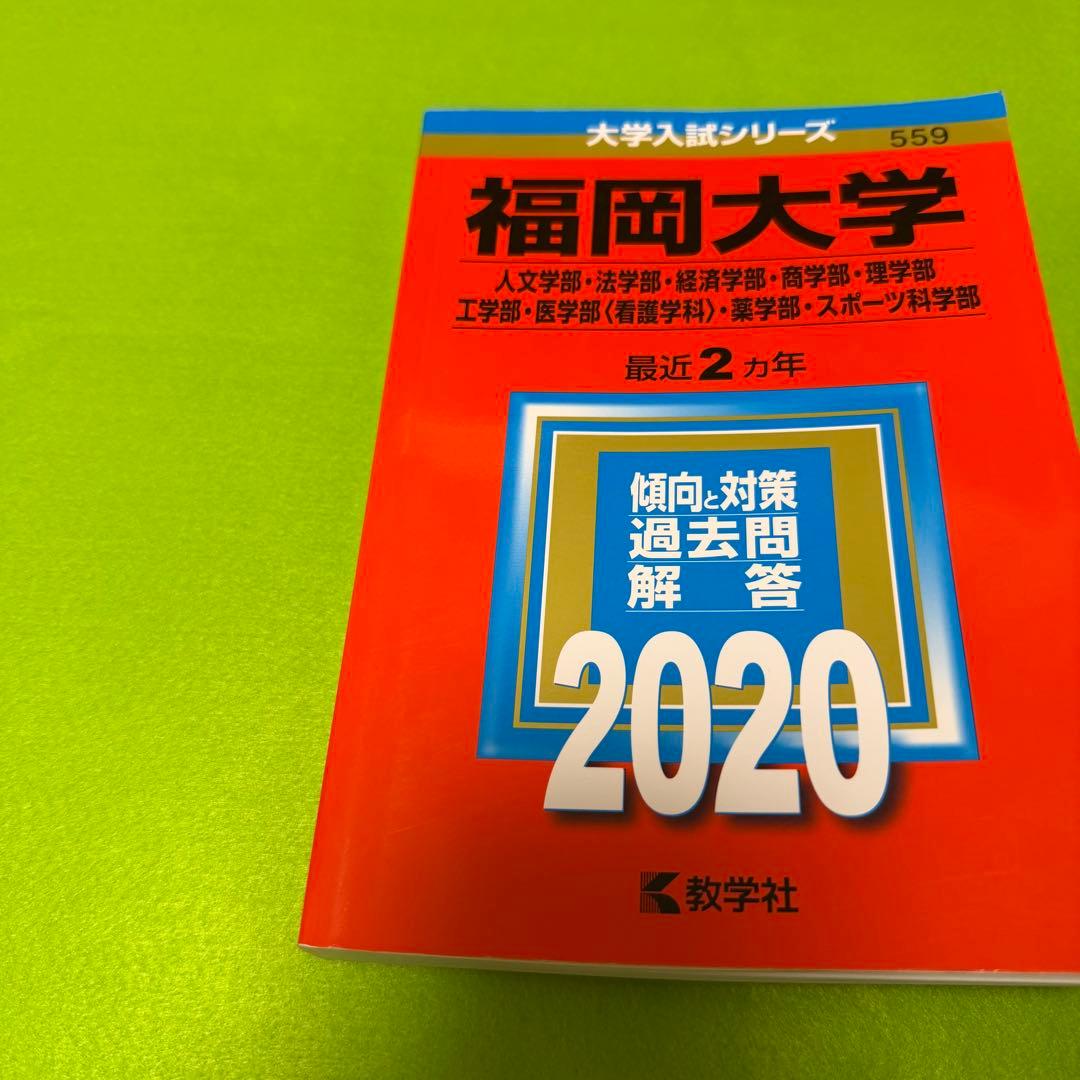 大学入試シリーズ 559
福岡大学
人文学部・法学部・経済学部・商学部・理学部
工学部・医学部〈看護学科〉・薬学部・スポーツ科学部
最近2カ年
傾向と対策
過去問
解答
2020
教学社